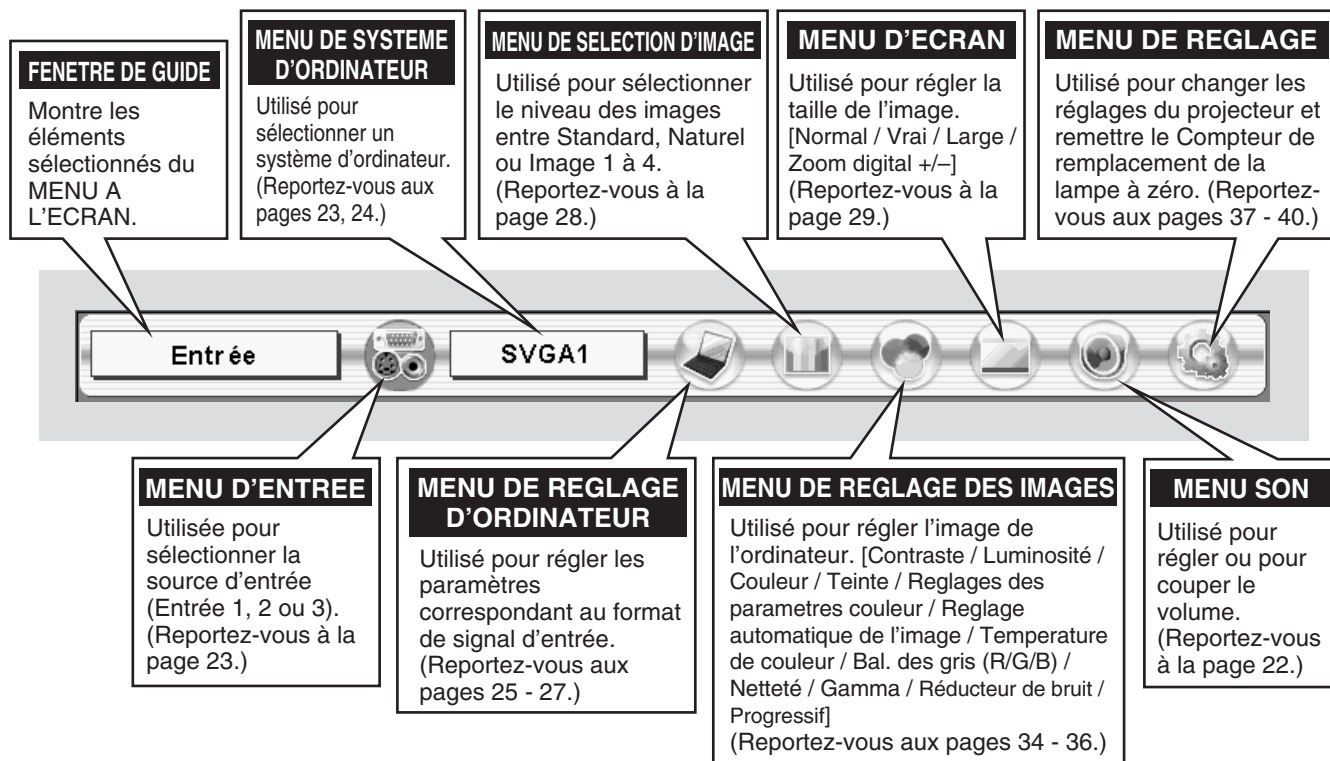 FENETRE DE GUIDE
Montre les
éléments
sélectionnés du
MENU A
L'ECRAN.
MENU DE SYSTEME
D'ORDINATEUR
Utilisé pour
sélectionner un
système d'ordinateur.
(Reportez-vous aux
pages 23, 24.)
MENU DE SELECTION D'IMAGE
Utilisé pour sélectionner
le niveau des images
entre Standard, Naturel
ou Image 1 à 4.
(Reportez-vous à la
page 28.)
MENU D'ECRAN
Utilisé pour régler la
taille de l'image.
[Normal / Vrai / Large /
Zoom digital +/–]
(Reportez-vous à la
page 29.)
MENU DE REGLAGE
Utilisé pour changer les
réglages du projecteur et
remettre le Compteur de
remplacement de la
lampe à zéro. (Reportez-
vous aux pages 37 - 40.)
Entrée
SVGA1
MENU D'ENTREE
Utilisée pour
sélectionner la
source d'entrée
(Entrée 1, 2 ou 3).
(Reportez-vous à la
page 23.)
MENU DE REGLAGE
D'ORDINATEUR
Utilisé pour régler les
paramètres
correspondant au format
de signal d'entrée.
(Reportez-vous aux
pages 25 - 27.)
MENU DE REGLAGE DES IMAGES
Utilisé pour régler l'image de
l'ordinateur. [Contraste / Luminosité /
Couleur / Teinte / Reglages des
parametres couleur / Reglage
automatique de l'image / Temperature
de couleur / Bal. des gris (R/G/B) /
Netteté / Gamma / Réducteur de bruit /
Progressif]
(Reportez-vous aux pages 34 - 36.)
MENU SON
Utilisé pour
régler ou pour
couper le
volume.
(Reportez-vous
à la page 22.)